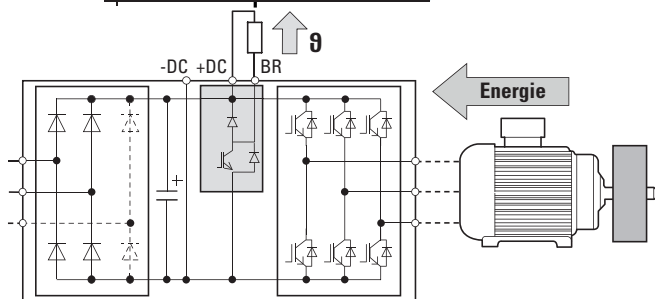 ϑ
-DC +DC BR
Energie
+